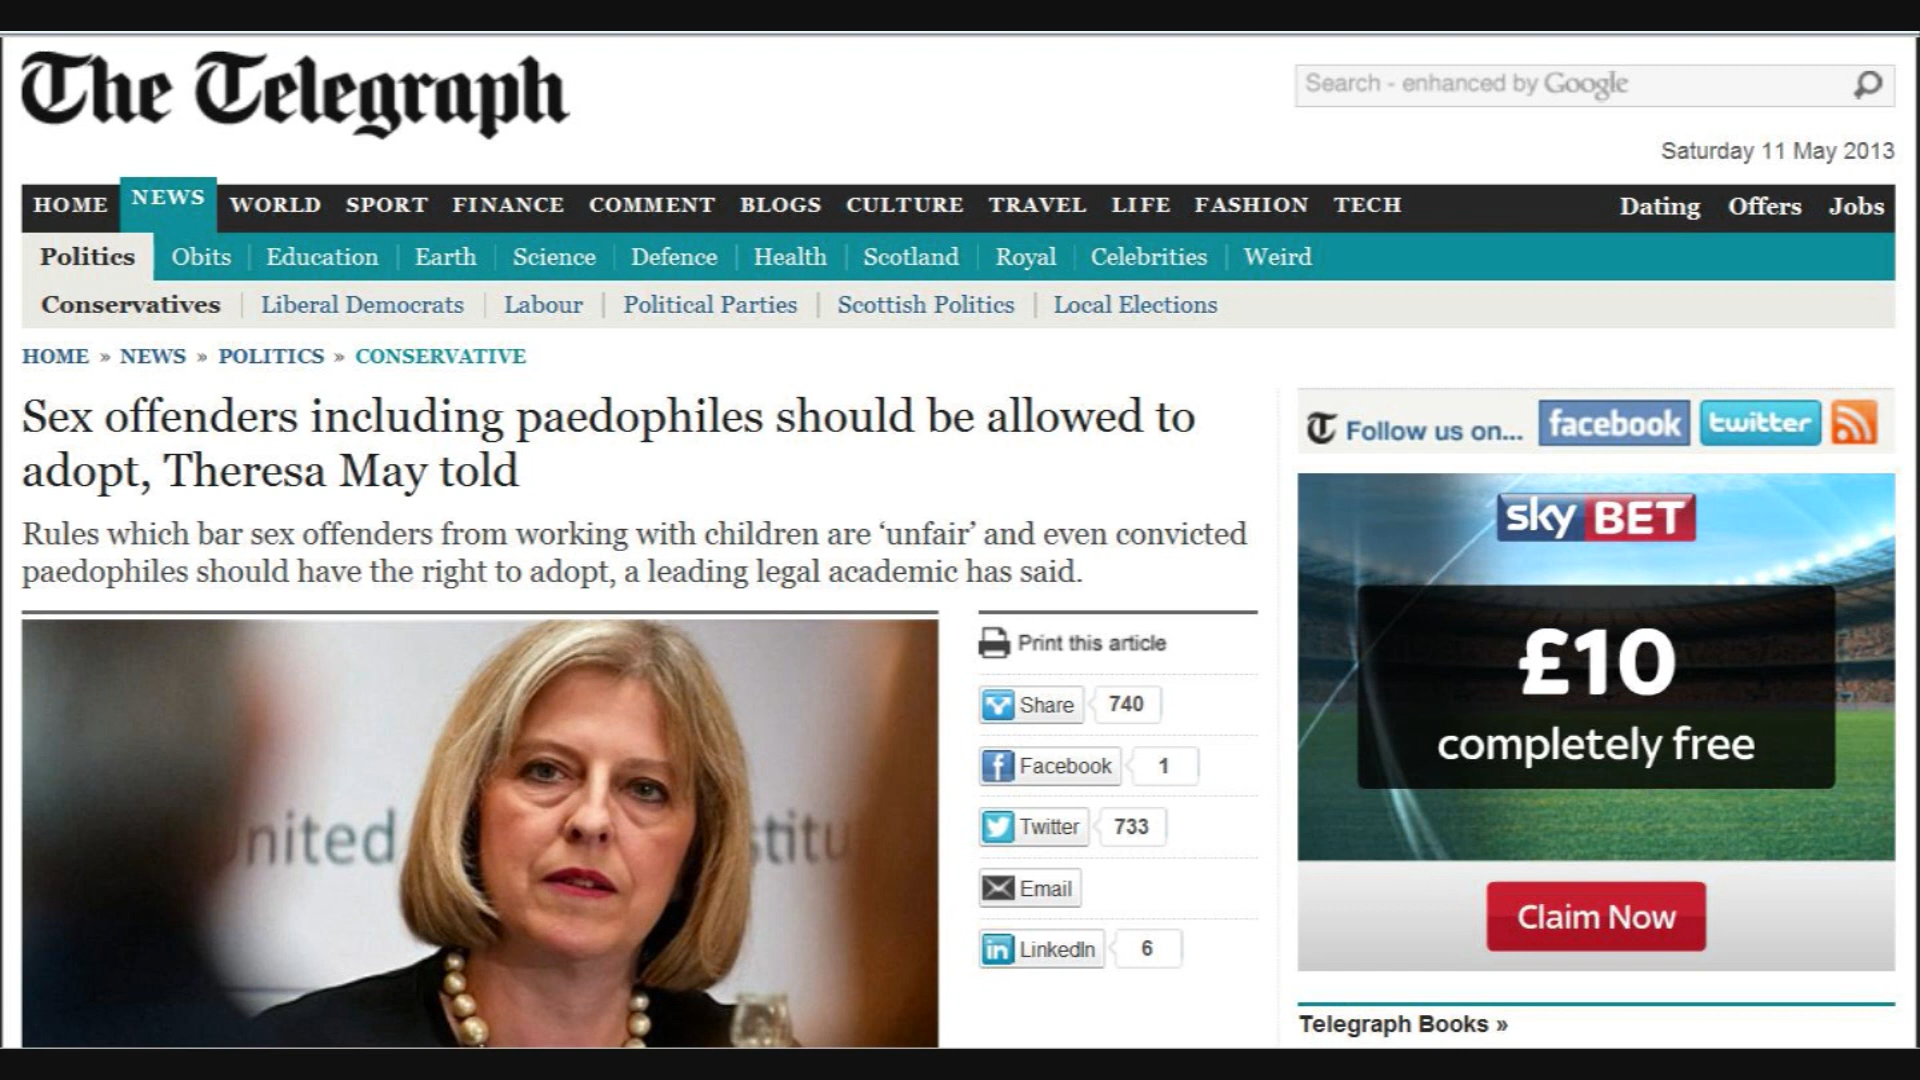 The Telegraph
Search - enhanced by Google
Saturday 11 May 2013
HOME NEWS WORLD SPORT FINANCE COMMENT BLOGS CULTURE TRAVEL LIFE FASHION TECH Dating Offers Jobs
Politics Obits Education Earth Science Defence Health Scotland Royal Celebrities Weird
Conservatives Liberal Democrats Labour Political Parties Scottish Politics Local Elections
HOME » NEWS » POLITICS » CONSERVATIVE
Sex offenders including paedophiles should be allowed to
adopt, Theresa May told
Rules which bar sex offenders from working with children are ‘unfair’ and even convicted
paedophiles should have the right to adopt, a leading legal academic has said.
nited
stitu
Print this article
Share 740
Facebook 1
Twitter 733
Email
LinkedIn 6
Follow us on... facebook twitter
sky BET
£10
completely free
Claim Now
Telegraph Books »